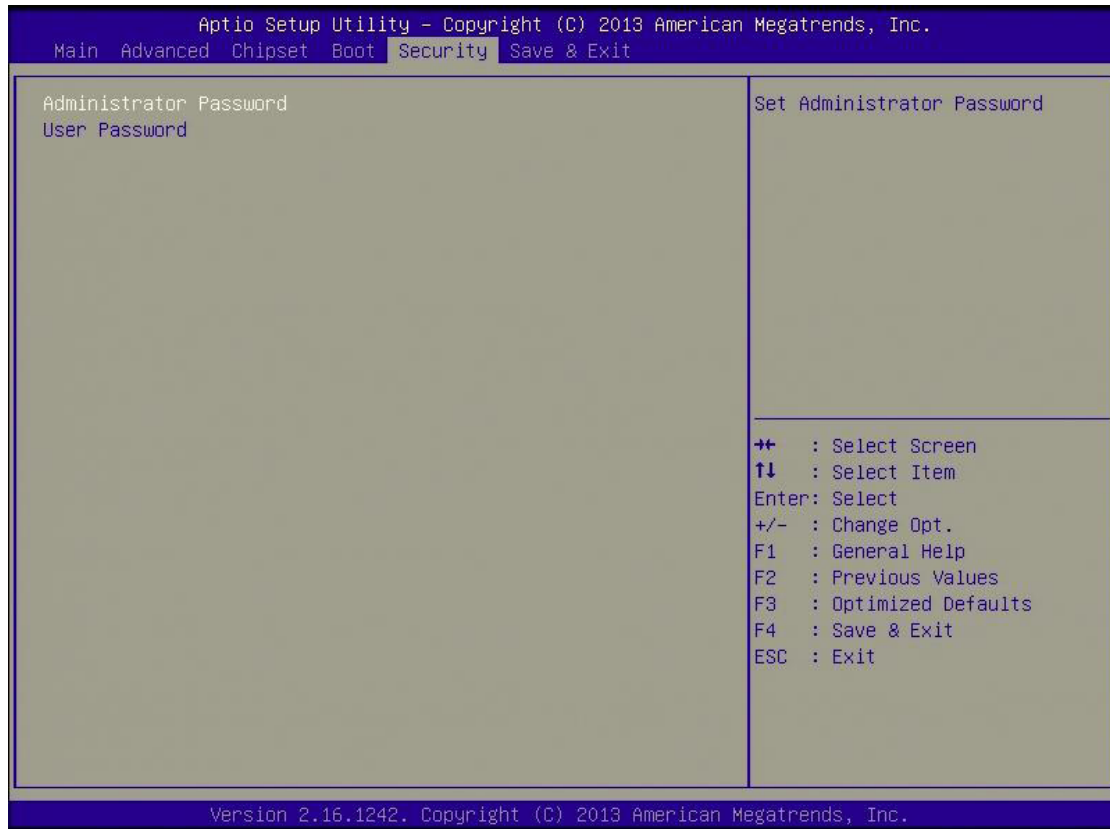 Aptio Setup Utility – Copyright (C) 2013 American Megatrends, Inc.
Main Advanced Chipset Boot Security Save & Exit
Administrator Password
User Password
Set Administrator Password
→← : Select Screen
↑↓ : Select Item
Enter: Select
+/- : Change Opt.
F1 : General Help
F2 : Previous Values
F3 : Optimized Defaults
F4 : Save & Exit
ESC : Exit
Version 2.16.1242. Copyright (C) 2013 American Megatrends, Inc.